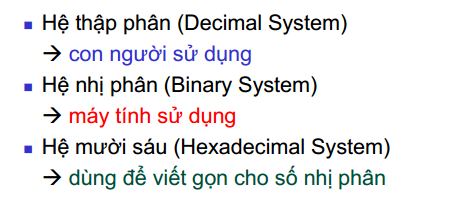 Hệ thập phân (Decimal System)
→ con người sử dụng
Hệ nhị phân (Binary System)
→ máy tính sử dụng
Hệ mười sáu (Hexadecimal System)
→ dùng để viết gọn cho số nhị phân